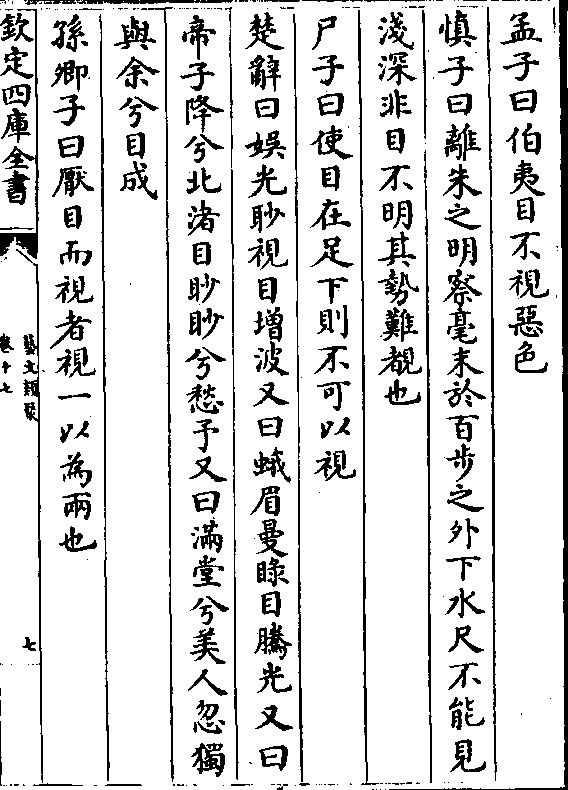 孟子曰伯夷目不視惡色
慎子曰離朱之明察毫末於百步之外下水尺不能見
淺深非目不明其勢難覩也
尸子曰使目在足下則不可以視
楚辭曰娭光眇視目増波又曰蛾眉曼睩目騰光又曰
帝子降兮北渚目眇眇兮愁予又曰滿堂兮美人忽獨
與余兮目成
孫卿子曰厭目而視者視一以為兩也
欽定四庫全書
藝文類聚
卷十七
七